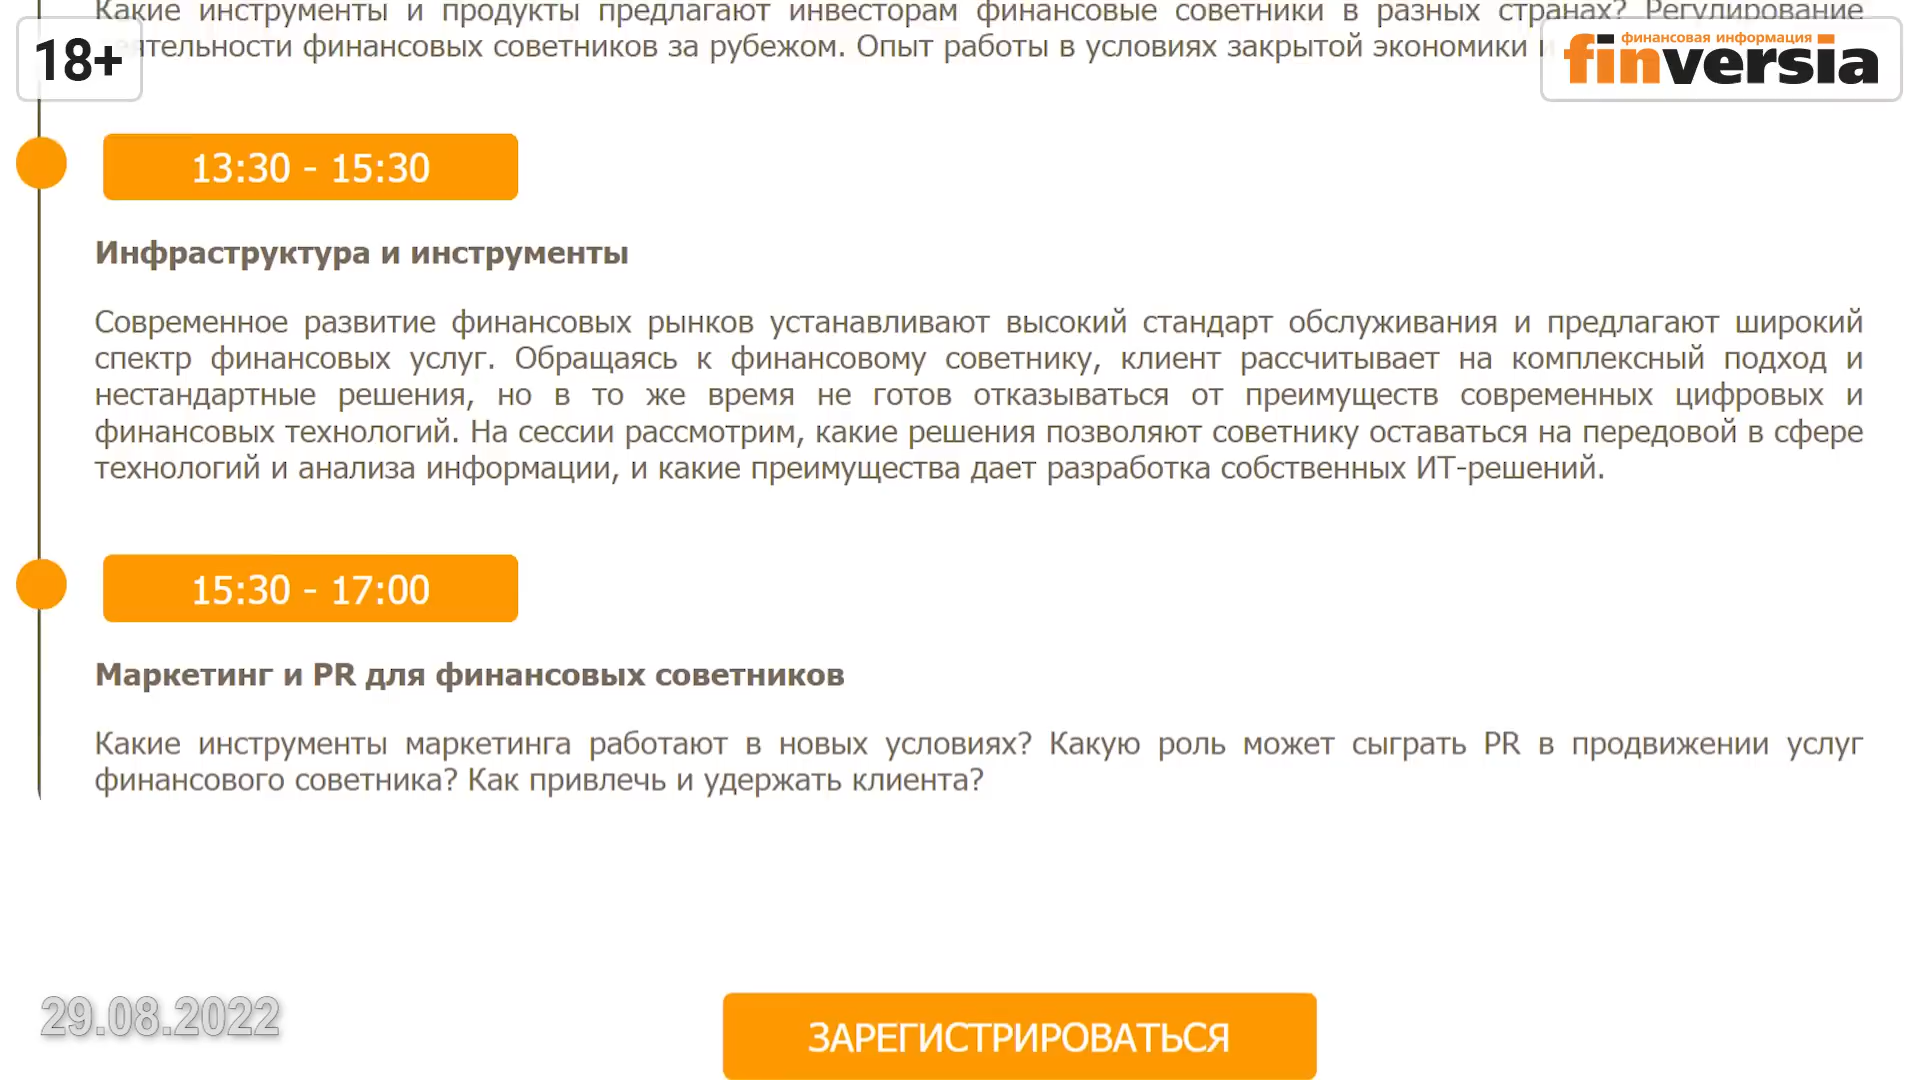 Какие инструменты и продукты предлагают инвесторам финансовые советники в разных странах? Регулирование
деятельности финансовых советников за рубежом. Опыт работы в условиях закрытой экономики и
18+
финансовая информация
finversia
13:30 - 15:30
Инфраструктура и инструменты
Современное развитие финансовых рынков устанавливают высокий стандарт обслуживания и предлагают широкий
спектр финансовых услуг. Обращаясь к финансовому советнику, клиент рассчитывает на комплексный подход и
нестандартные решения, но в то же время не готов отказываться от преимуществ современных цифровых и
финансовых технологий. На сессии рассмотрим, какие решения позволяют советнику оставаться на передовой в сфере
технологий и анализа информации, и какие преимущества дает разработка собственных ИТ-решений.
15:30 - 17:00
Маркетинг и PR для финансовых советников
Какие инструменты маркетинга работают в новых условиях? Какую роль может сыграть PR в продвижении услуг
финансового советника? Как привлечь и удержать клиента?
29.08.2022
ЗАРЕГИСТРИРОВАТЬСЯ